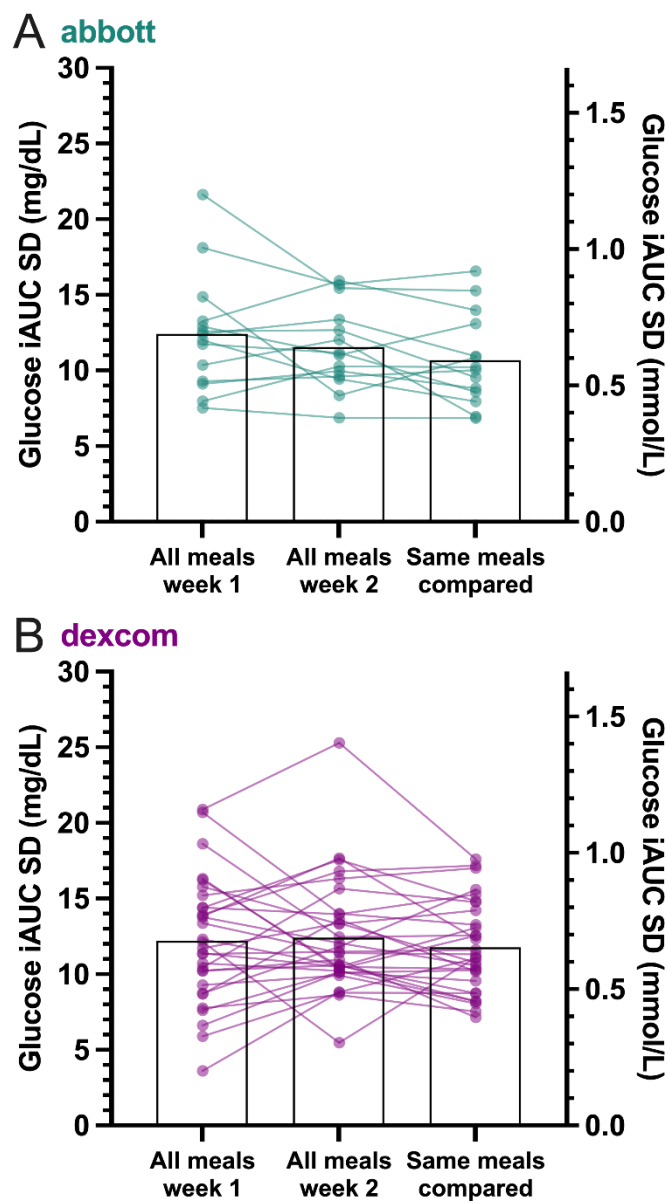 A abbott
Glucose iAUC SD (mg/dL)
30
25
20
15
10
5
0
Glucose iAUC SD (mmol/L)
1.5
1.0
0.5
0.0
All meals
week 1
All meals
week 2
Same meals
compared
B dexcom
Glucose iAUC SD (mg/dL)
30
25
20
15
10
5
0
Glucose iAUC SD (mmol/L)
1.5
1.0
0.5
0.0
All meals
week 1
All meals
week 2
Same meals
compared